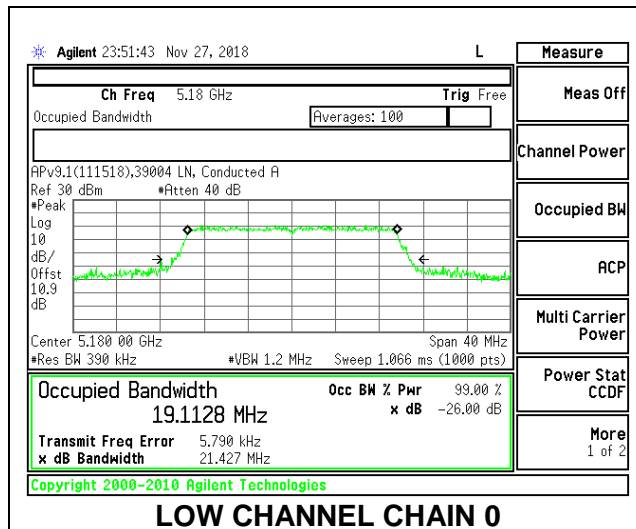 Agilent 23:51:43 Nov 27, 2018 L
Measure
Ch Freq 5.18 GHz Trig Free
Occupied Bandwidth Averages: 100
Meas Off
Channel Power
Occupied BW
ACP
Multi Carrier
Power
Power Stat
CCDF
More
1 of 2
APv9.1(111518),39004 LN, Conducted A
Ref 30 dBm #Atten 40 dB
#Peak
Log
10
dB/
Offst
10.9
dB
Center 5.180 00 GHz Span 40 MHz
#Res BW 390 kHz #VBW 1.2 MHz Sweep 1.066 ms (1000 pts)
Occupied Bandwidth Occ BW % Pwr 99.00 %
19.1128 MHz x dB -26.00 dB
Transmit Freq Error 5.790 kHz
x dB Bandwidth 21.427 MHz
Copyright 2000-2010 Agilent Technologies
LOW CHANNEL CHAIN 0